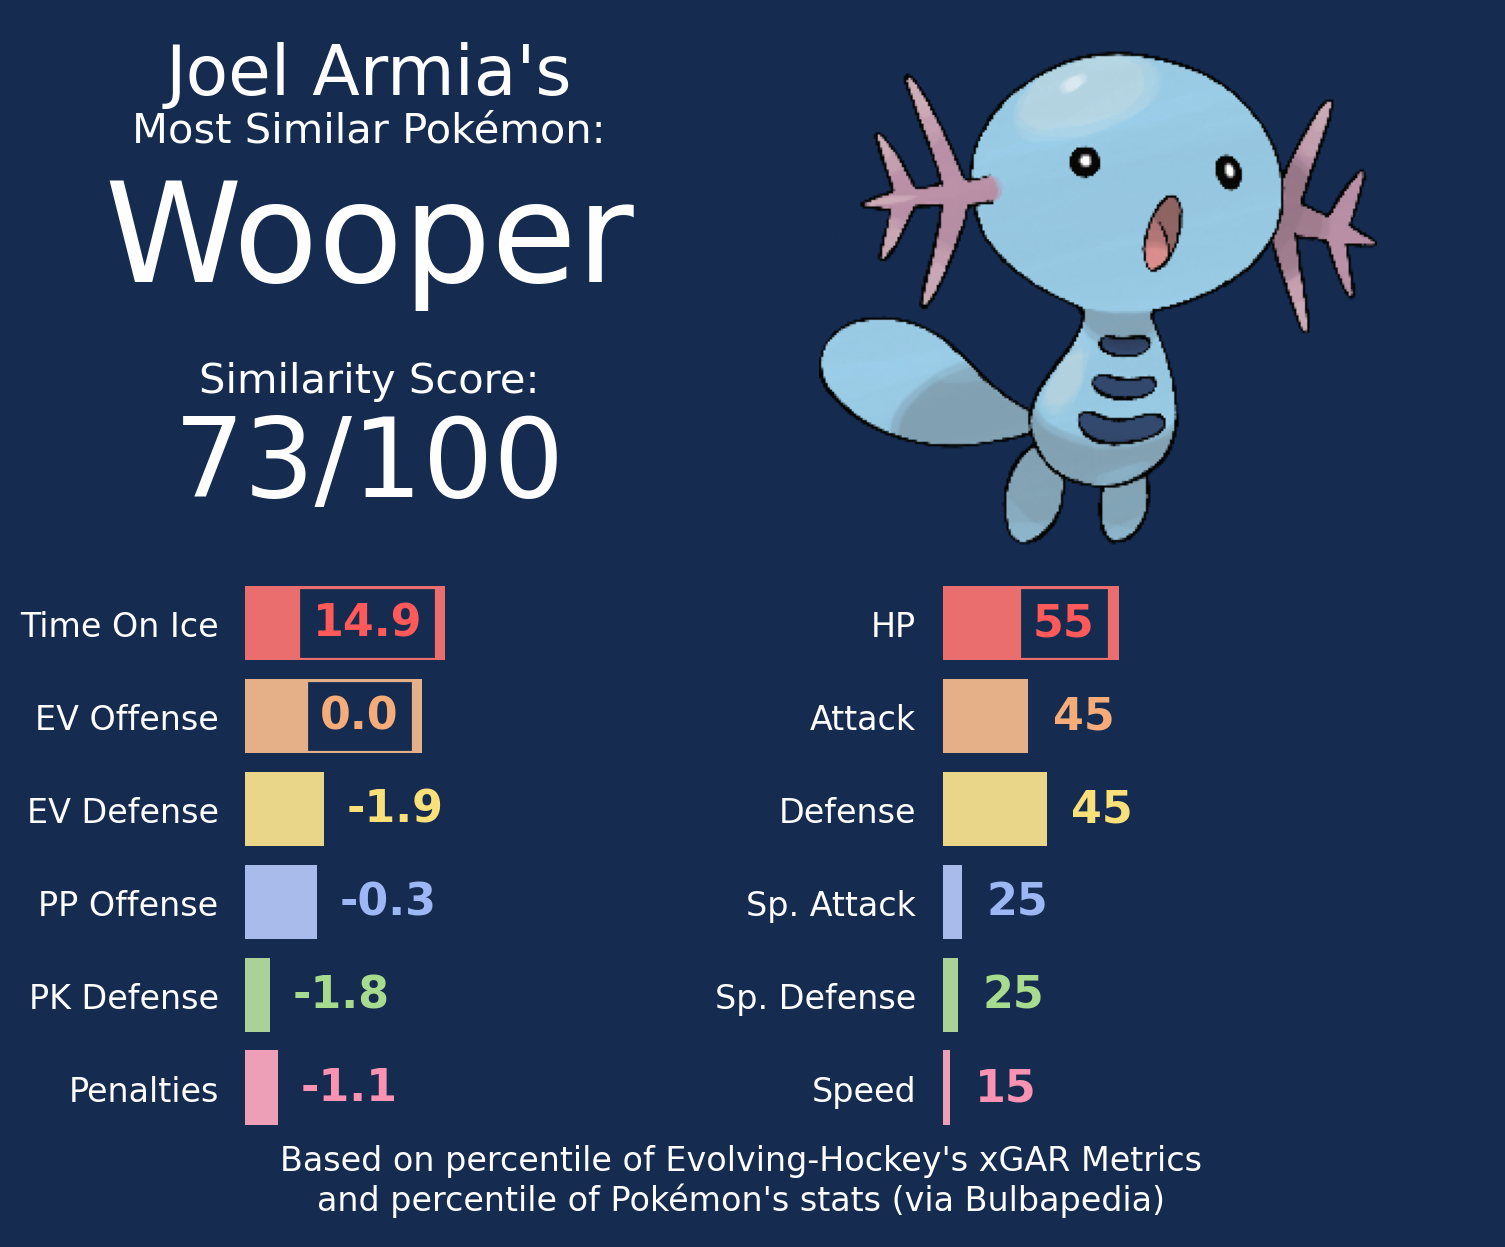 Joel Armia's
Most Similar Pokémon:
Wooper
Similarity Score:
73/100
Time On Ice 14.9
EV Offense 0.0
EV Defense -1.9
PP Offense -0.3
PK Defense -1.8
Penalties -1.1
HP 55
Attack 45
Defense 45
Sp. Attack 25
Sp. Defense 25
Speed 15
Based on percentile of Evolving-Hockey's xGAR Metrics
and percentile of Pokémon's stats (via Bulbapedia)